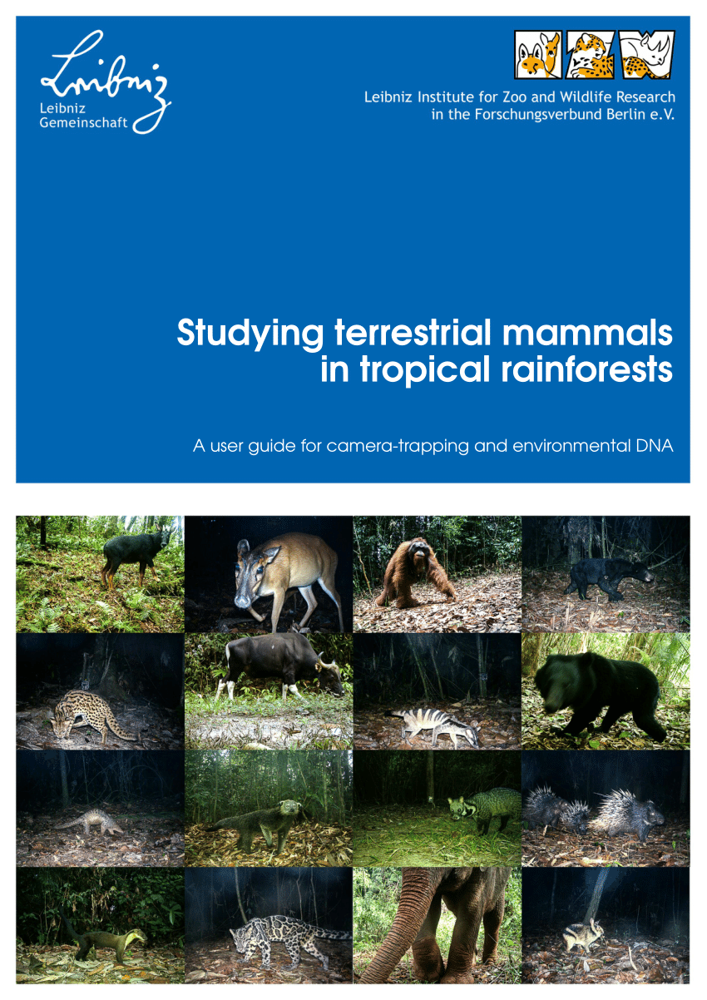 Leibniz
Leibniz
Gemeinschaft
IZW
Leibniz Institute for Zoo and Wildlife Research
in the Forschungsverbund Berlin e.V.
Studying terrestrial mammals
in tropical rainforests
A user guide for camera-trapping and environmental DNA